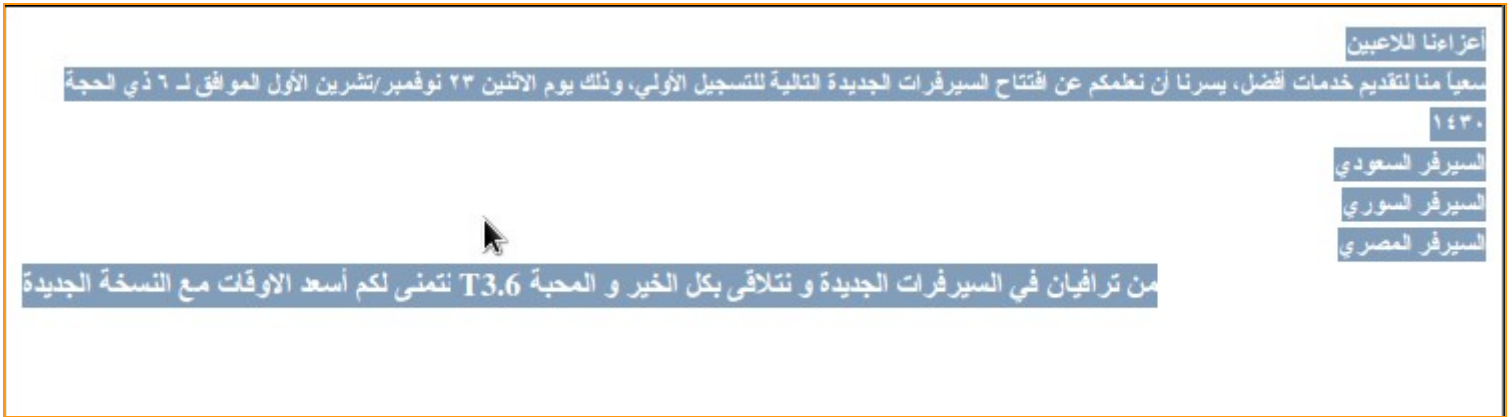 أعزاءنا اللاعبين
سعياً منا لتقديم خدمات أفضل، يسرنا أن نعلمكم عن افتتاح السيرفرات الجديدة التالية للتسجيل الأولي، وذلك يوم الاثنين ٢٣ نوفمبر/تشرين الأول الموافق لـ ٦ ذي الحجة
١٤٣٠
السيرفر السعودي
السيرفر السوري
السيرفر المصري
من ترافيان في السيرفرات الجديدة و نتلاقى بكل الخير و المحبة T3.6 نتمنى لكم أسعد الاوقات مع النسخة الجديدة